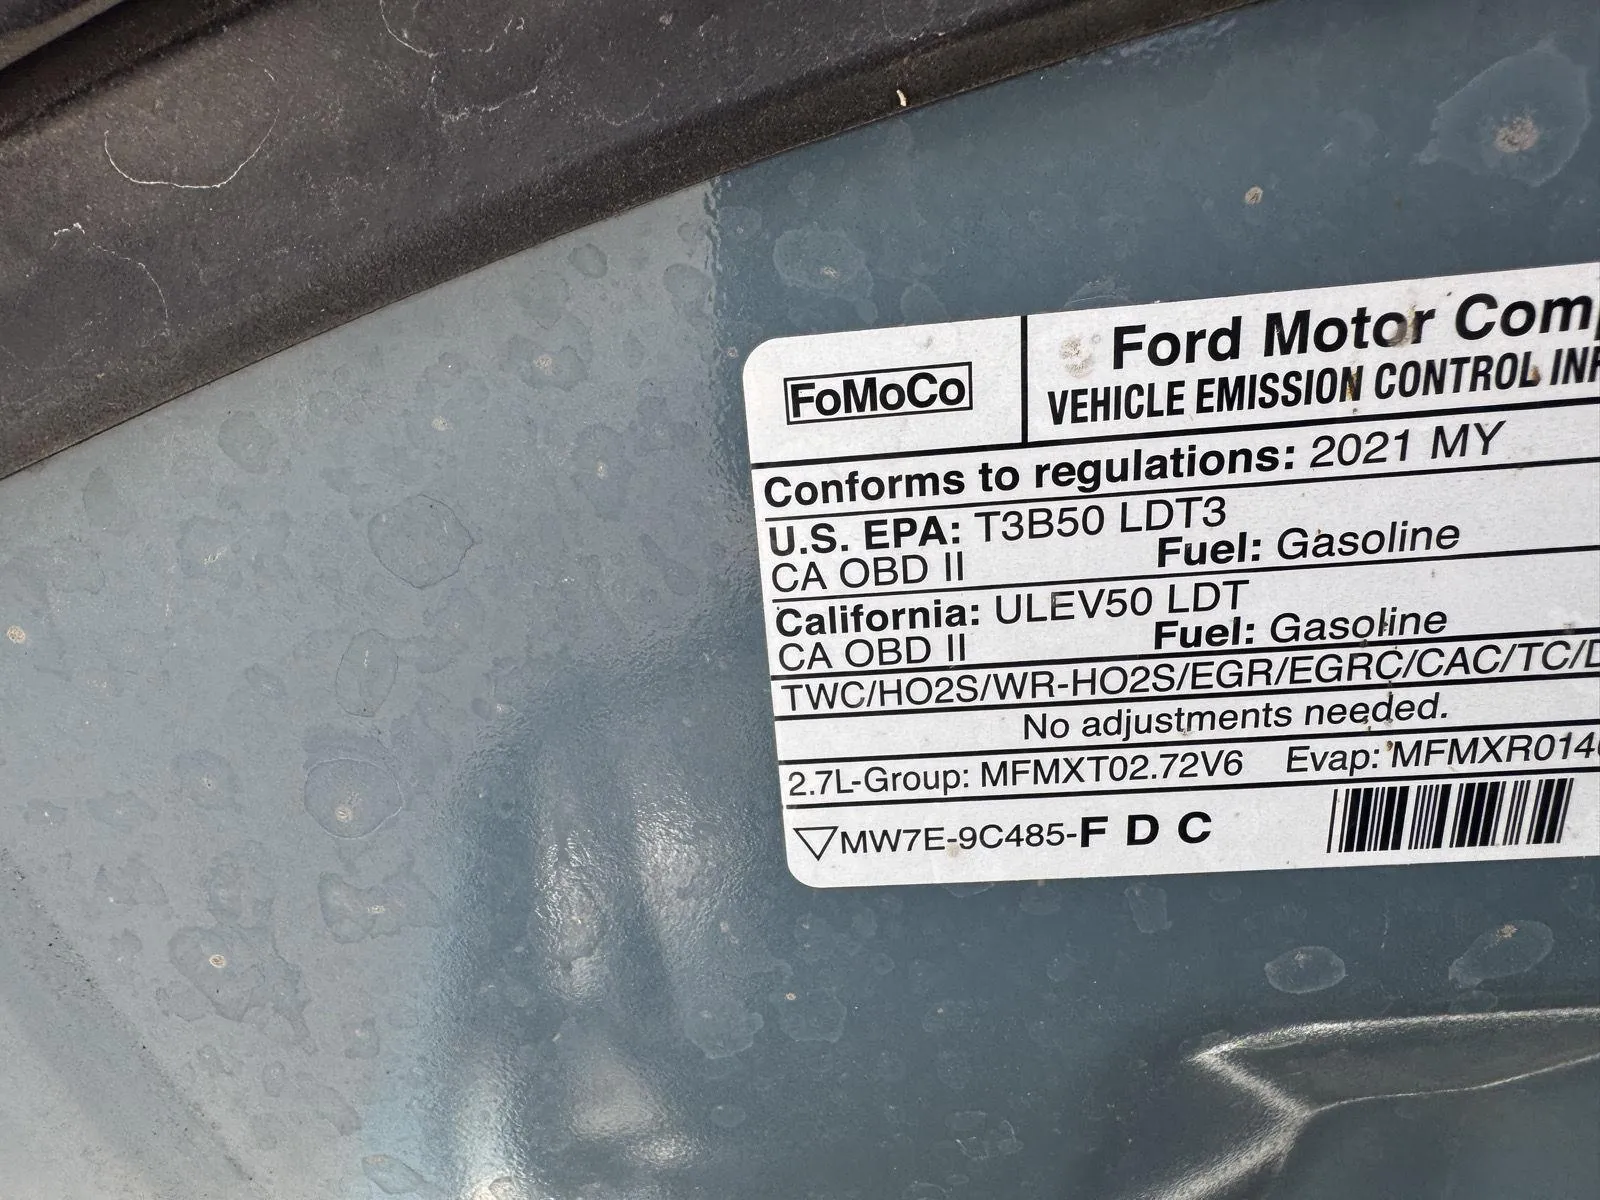 FoMoCo
Ford Motor Com
VEHICLE EMISSION CONTROL INF
Conforms to regulations: 2021 MY
U.S. EPA: T3B50 LDT3
CA OBD II Fuel: Gasoline
California: ULEV50 LDT
CA OBD II Fuel: Gasoline
TWC/HO2S/WR-HO2S/EGR/EGRC/CAC/TC/D
No adjustments needed.
2.7L-Group: MFMXT02.72V6 Evap: MFMXR014
MW7E-9C485-F D C